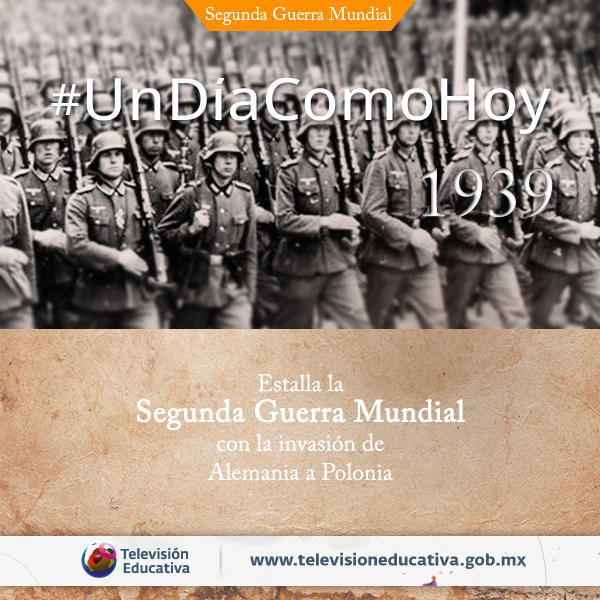 Segunda Guerra Mundial
#UnDíaComoHoy
1939
Estalla la
Segunda Guerra Mundial
con la invasión de
Alemania a Polonia
Televisión
Educativa
www.televisioneducativa.gob.mx